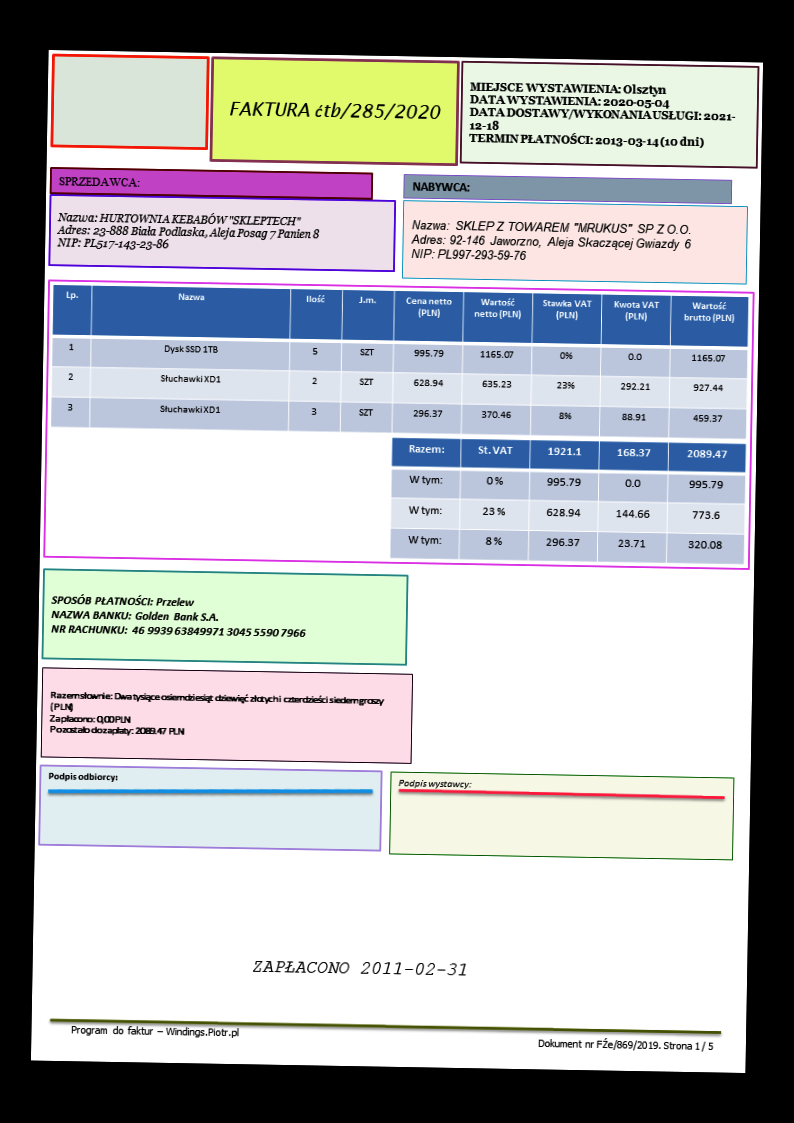 FAKTURA ćtb/285/2020
MIEJSCE WYSTAWIENIA: Olsztyn
DATA WYSTAWIENIA: 2020-05-04
DATA DOSTAWY/WYKONANIA USŁUGI: 2021-
12-18
TERMIN PŁATNOŚCI: 2013-03-14 (10 dni)
SPRZEDAWCA:
Nazwa: HURTOWNIA KEBABÓW "SKLEPTECH"
Adres: 23-888 Biała Podlaska, Aleja Posag 7 Panien 8
NIP: PL517-143-23-86
NABYWCA:
Nazwa: SKLEP Z TOWAREM "MRUKUS" SP Z O.O.
Adres: 92-146 Jaworzno, Aleja Skaczącej Gwiazdy 6
NIP: PL997-293-59-76
Lp. Nazwa Ilość J.m. Cena netto (PLN) Wartość netto (PLN) Stawka VAT (PLN) Kwota VAT (PLN) Wartość brutto (PLN)
1 Dysk SSD 1TB 5 SZT 995.79 1165.07 0% 0.0 1165.07
2 Słuchawki XD1 2 SZT 628.94 635.23 23% 292.21 927.44
3 Słuchawki XD1 3 SZT 296.37 370.46 8% 88.91 459.37
Razem: St. VAT 1921.1 168.37 2089.47
W tym: 0 % 995.79 0.0 995.79
W tym: 23 % 628.94 144.66 773.6
W tym: 8 % 296.37 23.71 320.08
SPOSÓB PŁATNOŚCI: Przelew
NAZWA BANKU: Golden Bank S.A.
NR RACHUNKU: 46 9939 63849971 3045 5590 7966
Razem słownie: Dwa tysiące osiemdziesiąt dziewięć złotych i czterdzieści siedem groszy
(PLN)
Zapłacono: 0,00 PLN
Pozostało do zapłaty: 2089.47 PLN
Podpis odbiorcy:
Podpis wystawcy:
ZAPŁACONO 2011-02-31
Program do faktur – Windings.Piotr.pl
Dokument nr FŹe/869/2019. Strona 1 / 5